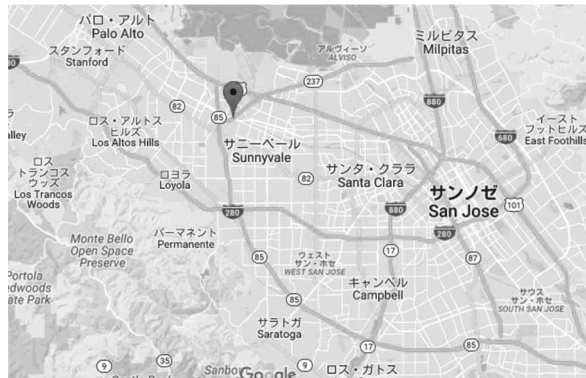 パロ・アルト
Palo Alto
スタンフォード
Stanford
アルヴィーソ
ALVISO
ミルピタス
Milpitas
237
880
82
85
ロス・アルトス
ヒルズ
Los Altos Hills
サニーベール
Sunnyvale
680
イースト
フットヒルズ
East Foothills
alley
ロス
トランコス
ウッズ
Los Trancos
Woods
ロヨラ
Loyola
82
サンタ・クララ
Santa Clara
サンノゼ
San Jose
101
280
880
280
パーマネント
Permanente
Monte Bello
Open Space
Preserve
85
ウェスト
サン・ホセ
WEST SAN JOSE
17
87
Portola
edwoods
ate Park
85
キャンベル
Campbell
サウス
サン・ホセ
SOUTH SAN JOSE
サラトガ
Saratoga
17
85
9
35
Sanbo
Google
9
ロス・ガトス